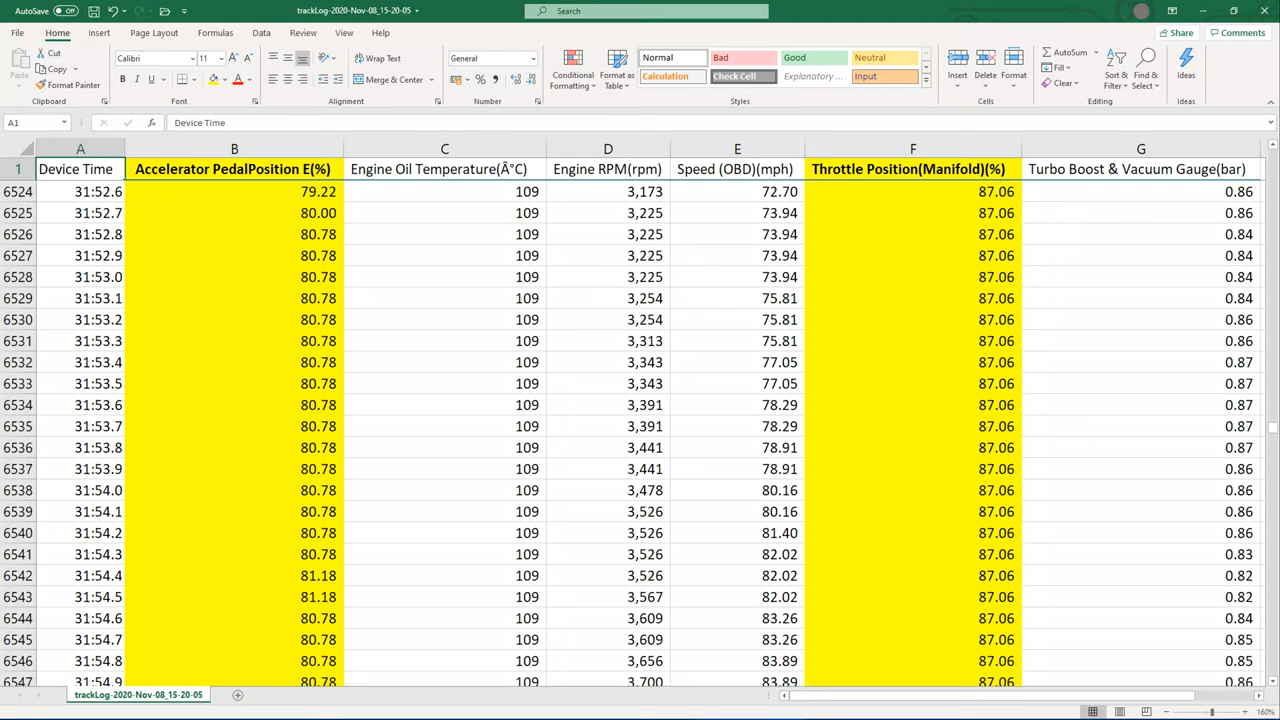 AutoSave Off trackLog-2020-Nov-08_15-20-05 Search
File Home Insert Page Layout Formulas Data Review View Help Share Comments
Paste Cut Copy Format Painter Clipboard
Calibri 11 B I U Font
Wrap Text Merge & Center Alignment
General % Number
Conditional Formatting Format as Table
Normal Bad Good Neutral
Calculation Check Cell Explanatory ... Input
Styles
Insert Delete Format Cells
AutoSum Fill Clear Sort & Filter Find & Select Editing
Ideas Ideas
A1 fx Device Time
A B C D E F G
1 Device Time Accelerator PedalPosition E(%) Engine Oil Temperature(Â°C) Engine RPM(rpm) Speed (OBD)(mph) Throttle Position(Manifold)(%) Turbo Boost & Vacuum Gauge(bar)
6524 31:52.6 79.22 109 3,173 72.70 87.06 0.86
6525 31:52.7 80.00 109 3,225 73.94 87.06 0.86
6526 31:52.8 80.78 109 3,225 73.94 87.06 0.84
6527 31:52.9 80.78 109 3,225 73.94 87.06 0.84
6528 31:53.0 80.78 109 3,225 73.94 87.06 0.84
6529 31:53.1 80.78 109 3,254 75.81 87.06 0.84
6530 31:53.2 80.78 109 3,254 75.81 87.06 0.86
6531 31:53.3 80.78 109 3,313 75.81 87.06 0.86
6532 31:53.4 80.78 109 3,343 77.05 87.06 0.87
6533 31:53.5 80.78 109 3,343 77.05 87.06 0.87
6534 31:53.6 80.78 109 3,391 78.29 87.06 0.87
6535 31:53.7 80.78 109 3,391 78.29 87.06 0.87
6536 31:53.8 80.78 109 3,441 78.91 87.06 0.87
6537 31:53.9 80.78 109 3,441 78.91 87.06 0.86
6538 31:54.0 80.78 109 3,478 80.16 87.06 0.86
6539 31:54.1 80.78 109 3,526 80.16 87.06 0.86
6540 31:54.2 80.78 109 3,526 81.40 87.06 0.86
6541 31:54.3 80.78 109 3,526 82.02 87.06 0.83
6542 31:54.4 81.18 109 3,526 82.02 87.06 0.82
6543 31:54.5 81.18 109 3,567 82.02 87.06 0.82
6544 31:54.6 80.78 109 3,609 83.26 87.06 0.84
6545 31:54.7 80.78 109 3,609 83.26 87.06 0.85
6546 31:54.8 80.78 109 3,656 83.89 87.06 0.85
6547 31:54.9 80.78 109 3,700 83.89 87.06 0.86
trackLog-2020-Nov-08_15-20-05
160%